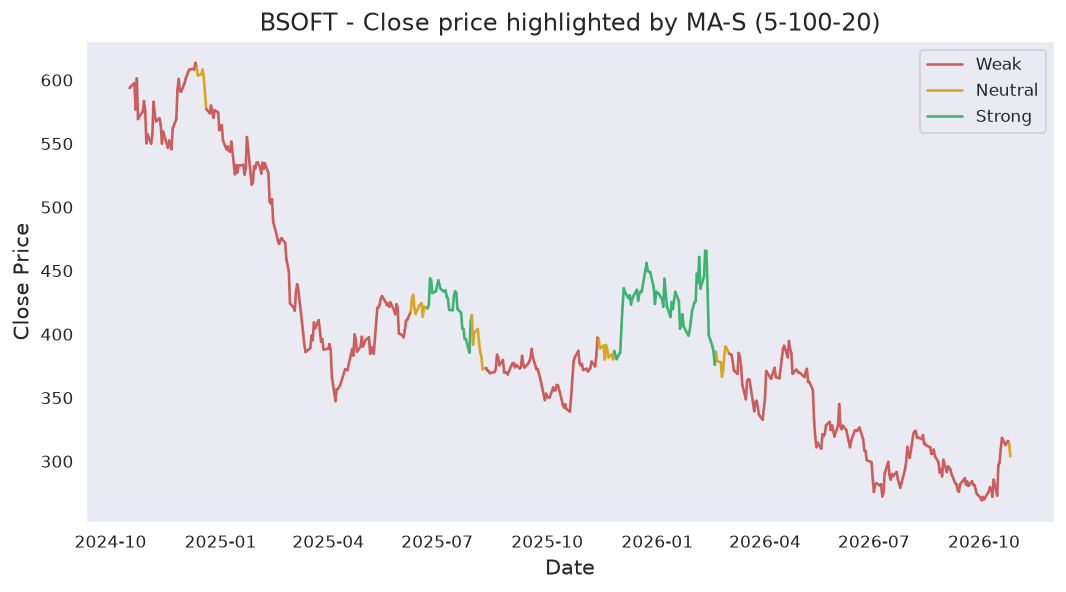 BSOFT - Close price highlighted by MA-S (5-100-20)
Weak
Neutral
Strong
Close Price
600
550
500
450
400
350
300
2024-10 2025-01 2025-04 2025-07 2025-10 2026-01 2026-04 2026-07 2026-10
Date